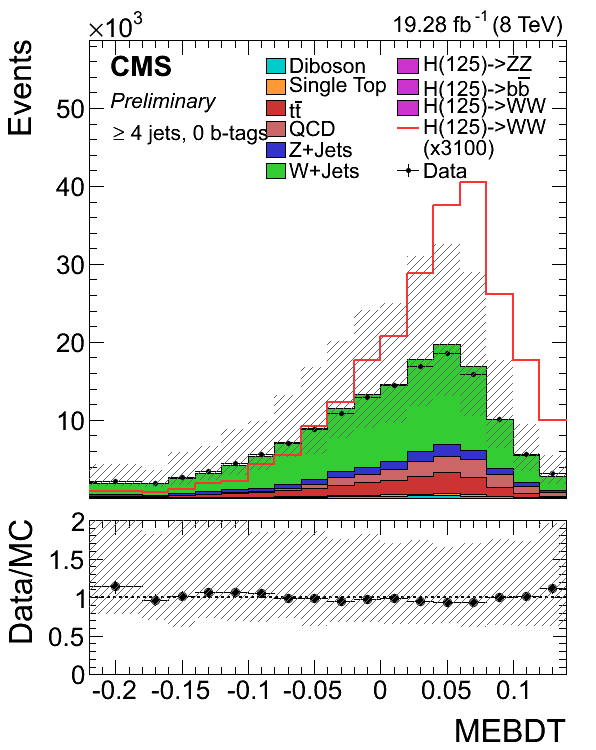 ×10³ 19.28 fb⁻¹ (8 TeV)
Events
CMS
Preliminary
≥ 4 jets, 0 b-tags
Diboson
Single Top
tt̅
QCD
Z+Jets
W+Jets
H(125)->ZZ
H(125)->bb̅
H(125)->WW
H(125)->WW
(x3100)
Data
50
40
30
20
10
Data/MC
2
1.5
1
0.5
0
-0.2 -0.15 -0.1 -0.05 0 0.05 0.1
MEBDT